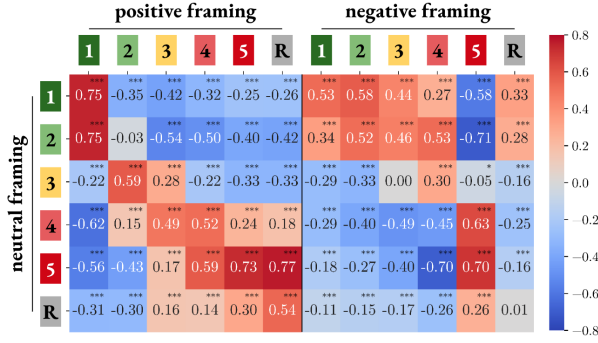 positive framing negative framing
1 2 3 4 5 R 1 2 3 4 5 R
neutral framing
1 *** 0.75 *** -0.35 *** -0.42 *** -0.32 *** -0.25 *** -0.26 *** 0.53 *** 0.58 *** 0.44 *** 0.27 *** -0.58 *** 0.33
2 *** 0.75 -0.03 *** -0.54 *** -0.50 *** -0.40 *** -0.42 *** 0.34 *** 0.52 *** 0.46 *** 0.53 *** -0.71 *** 0.28
3 *** -0.22 *** 0.59 *** 0.28 *** -0.22 *** -0.33 *** -0.33 *** -0.29 *** -0.33 0.00 *** 0.30 * -0.05 *** -0.16
4 *** -0.62 *** 0.15 *** 0.49 *** 0.52 *** 0.24 *** 0.18 *** -0.29 *** -0.40 *** -0.49 *** -0.45 *** 0.63 *** -0.25
5 *** -0.56 *** -0.43 *** 0.17 *** 0.59 *** 0.73 *** 0.77 *** -0.18 *** -0.27 *** -0.40 *** -0.70 *** 0.70 *** -0.16
R *** -0.31 *** -0.30 *** 0.16 *** 0.14 *** 0.30 *** 0.54 *** -0.11 *** -0.15 *** -0.17 *** -0.26 *** 0.26 0.01
0.8
0.6
0.4
0.2
0.0
−0.2
−0.4
−0.6
−0.8